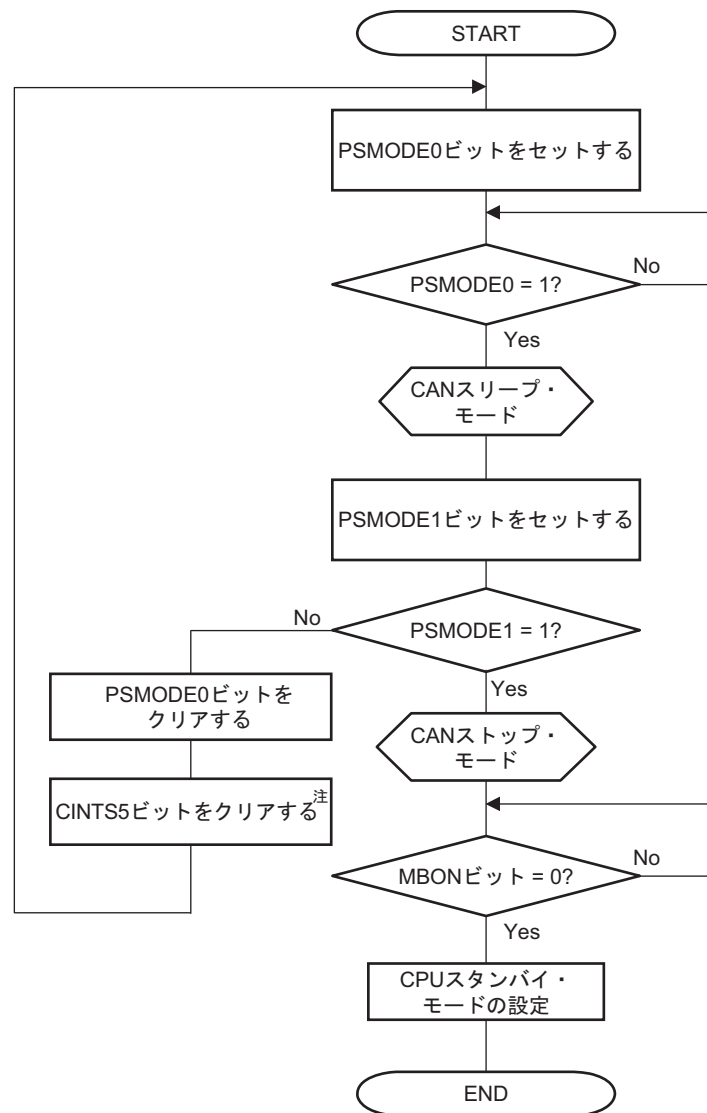 START
PSMODE0ビットをセットする
PSMODE0 = 1?
No
Yes
CANスリープ・
モード
PSMODE1ビットをセットする
No
PSMODE1 = 1?
Yes
PSMODE0ビットを
クリアする
CANストップ・
モード
CINTS5ビットをクリアする注
MBONビット = 0?
No
Yes
CPUスタンバイ・
モードの設定
END